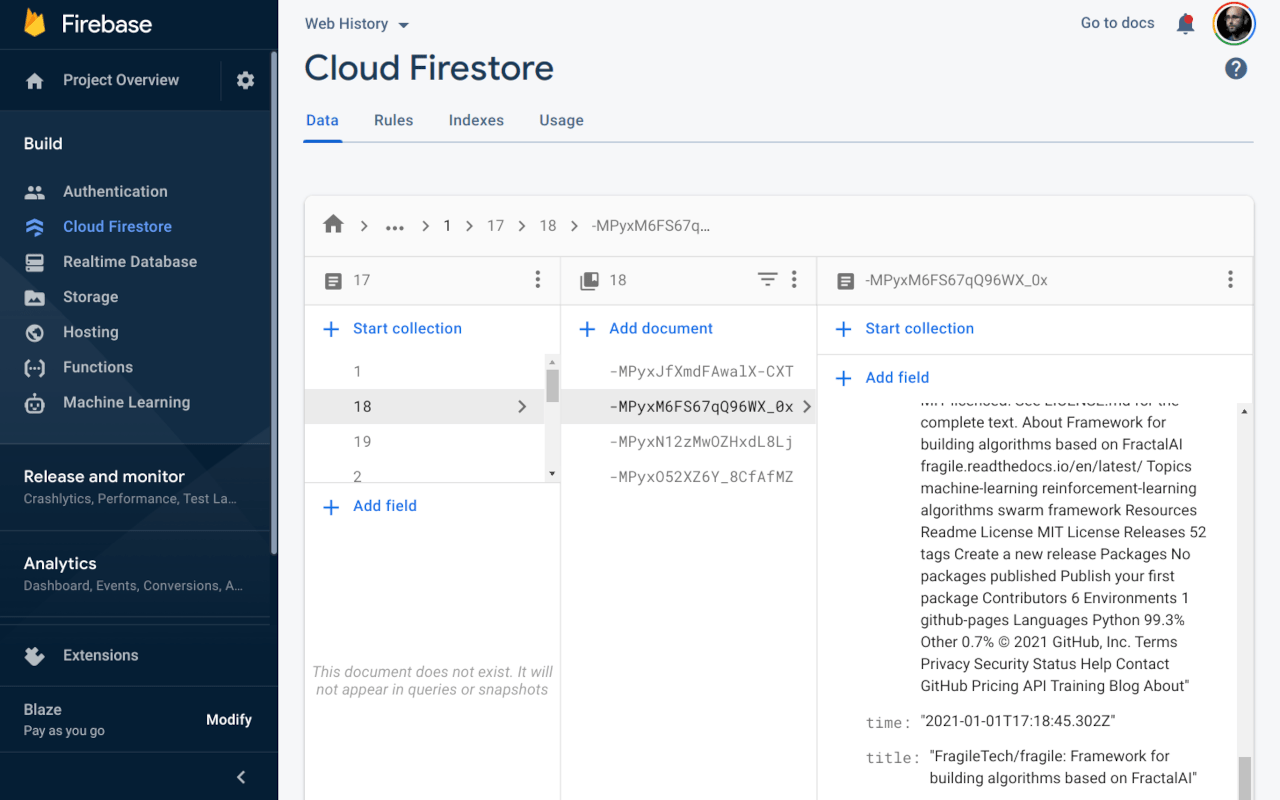 Firebase
Project Overview
Build
Authentication
Cloud Firestore
Realtime Database
Storage
Hosting
Functions
Machine Learning
Release and monitor
Crashlytics, Performance, Test La...
Analytics
Dashboard, Events, Conversions, A...
Extensions
Blaze
Pay as you go
Modify
Web History
Go to docs
Cloud Firestore
Data Rules Indexes Usage
... 1 17 18 -MPyxM6FS67q...
17
Start collection
1
18
19
2
Add field
This document does not exist. It will
not appear in queries or snapshots
18
Add document
-MPyxJfXmdFAwalX-CXT
-MPyxM6FS67qQ96WX_0x
-MPyxN12zMwOZHxdL8Lj
-MPyxO52XZ6Y_8CfAfMZ
-MPyxM6FS67qQ96WX_0x
Start collection
Add field
MIT licensed. See LICENSE.md for the
complete text. About Framework for
building algorithms based on FractalAI
fragile.readthedocs.io/en/latest/ Topics
machine-learning reinforcement-learning
algorithms swarm framework Resources
Readme License MIT License Releases 52
tags Create a new release Packages No
packages published Publish your first
package Contributors 6 Environments 1
github-pages Languages Python 99.3%
Other 0.7% © 2021 GitHub, Inc. Terms
Privacy Security Status Help Contact
GitHub Pricing API Training Blog About"
time: "2021-01-01T17:18:45.302Z"
title: "FragileTech/fragile: Framework for
building algorithms based on FractalAI"